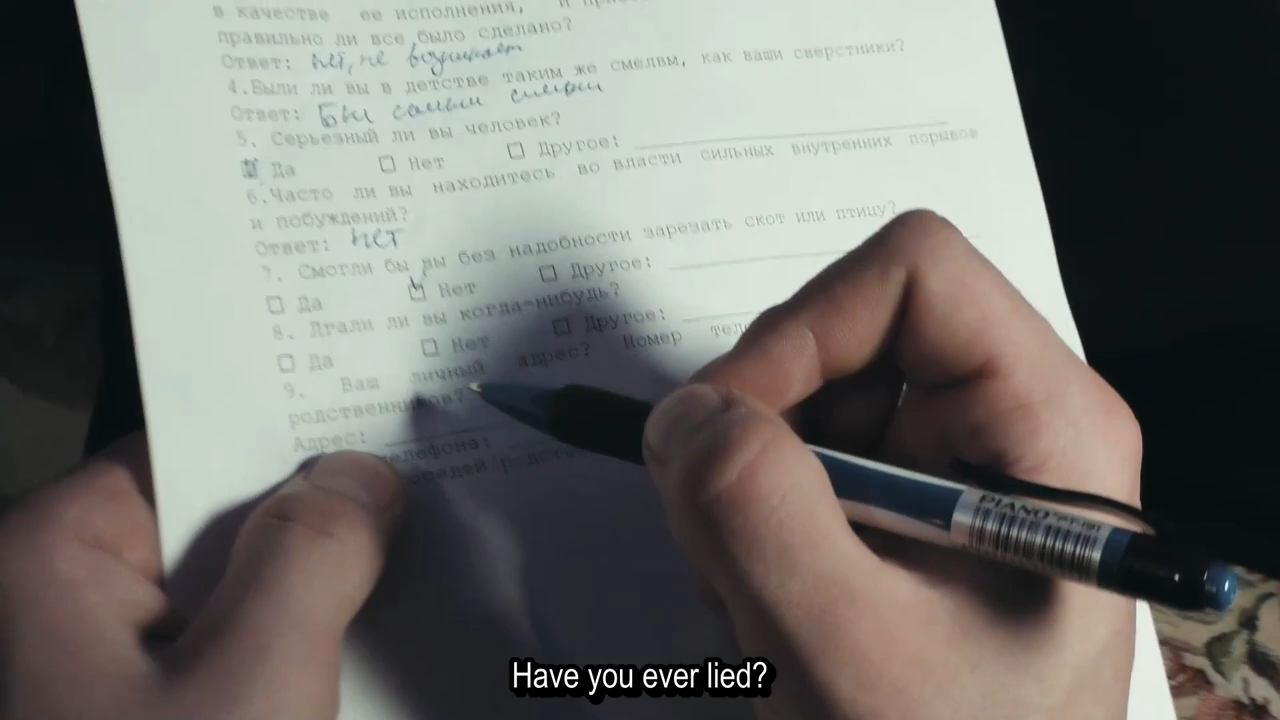 в качестве ее исполнения, и
правильно ли все было сделано?
Ответ: нет, не возникает
4.Были ли вы в детстве таким же смелвм, как ваши сверстники?
Ответ: Был самым смелым
5. Серьезный ли вы человек?
Да Нет Другое:
6.Часто ли вы находитесь во власти сильных внутренних порывов
и побуждений?
Ответ: нет
7. Смогли бы вы без надобности зарезать скот или птицу?
Да Нет Другое:
8. Лгали ли вы когда-нибудь?
Да Нет Другое:
9. Ваш личный адрес? Номер
родственников?
Адрес:
PIANO
Have you ever lied?